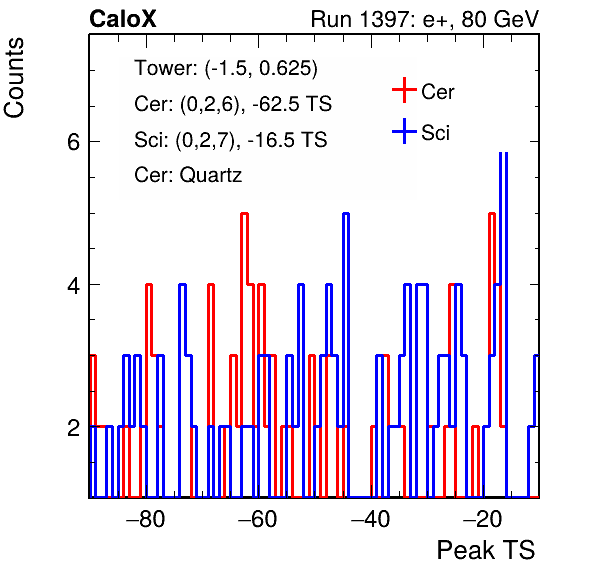 CaloX Run 1397: e+, 80 GeV
Counts
Tower: (-1.5, 0.625)
Cer: (0,2,6), -62.5 TS
Sci: (0,2,7), -16.5 TS
Cer: Quartz
Cer
Sci
6
4
2
−80 −60 −40 −20
Peak TS